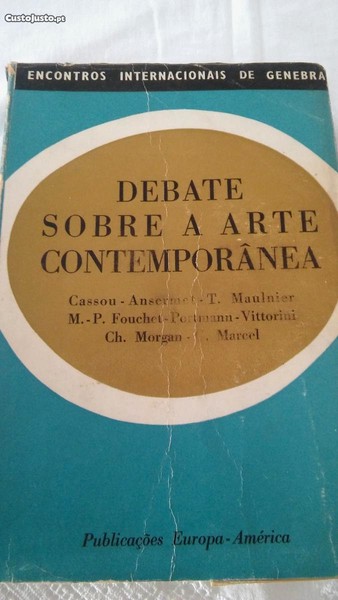 CustoJusto.pt
ENCONTROS INTERNACIONAIS DE GENEBRA
DEBATE
SOBRE A ARTE
CONTEMPORÂNEA
Cassou - Ansermet - T. Maulnier
M.-P. Fouchet - Portmann - Vittorini
Ch. Morgan - G. Marcel
Publicações Europa-América